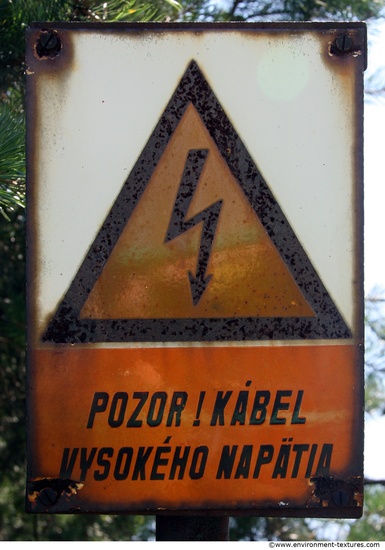 POZOR ! KÁBEL
VYSOKÉHO NAPÄTIA
©www.environment-textures.com